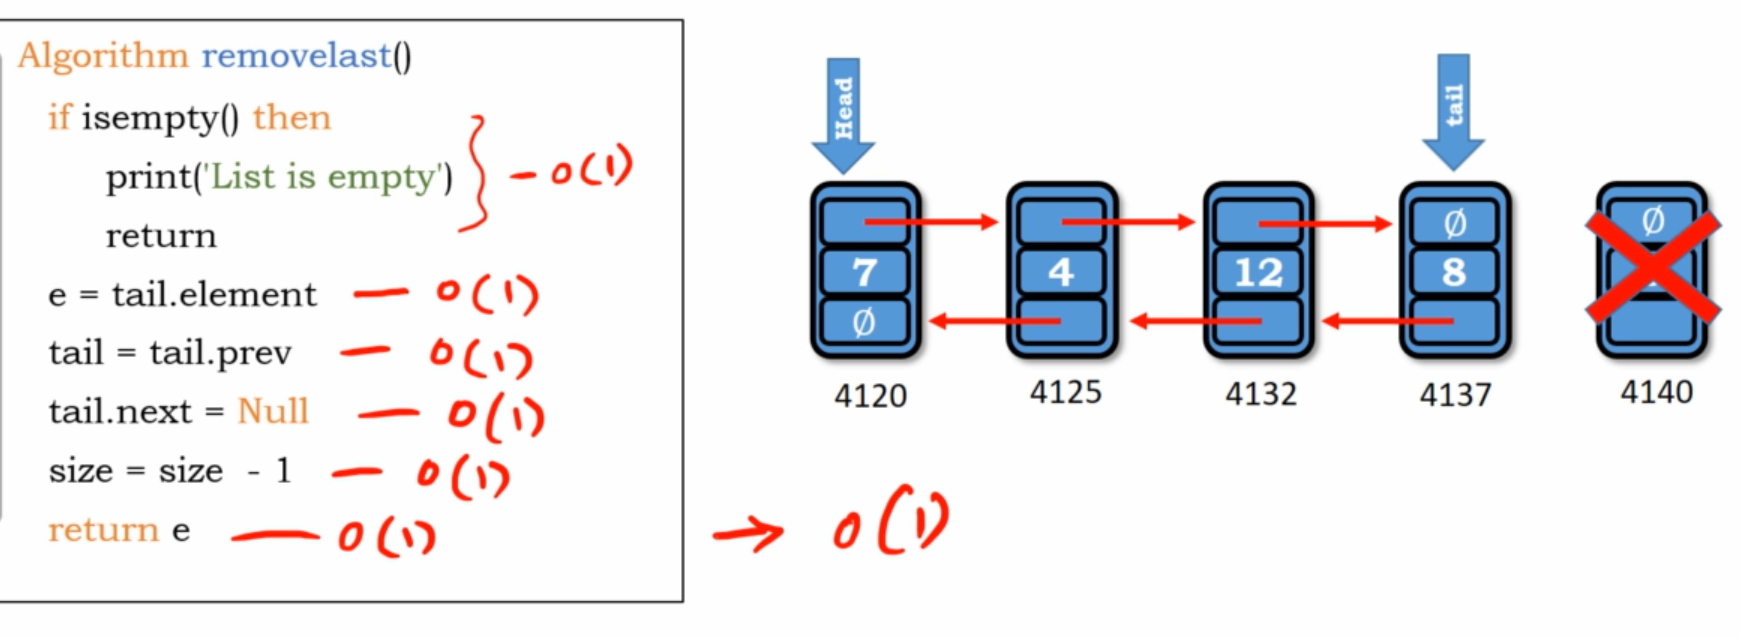 Algorithm removelast()
if isempty() then
print('List is empty')
return
- O(1)
e = tail.element — O(1)
tail = tail.prev — O(1)
tail.next = Null — O(1)
size = size - 1 — O(1)
return e — O(1)
→ O(1)
Head
tail
∅
∅
7
4
12
8
∅
4120
4125
4132
4137
4140